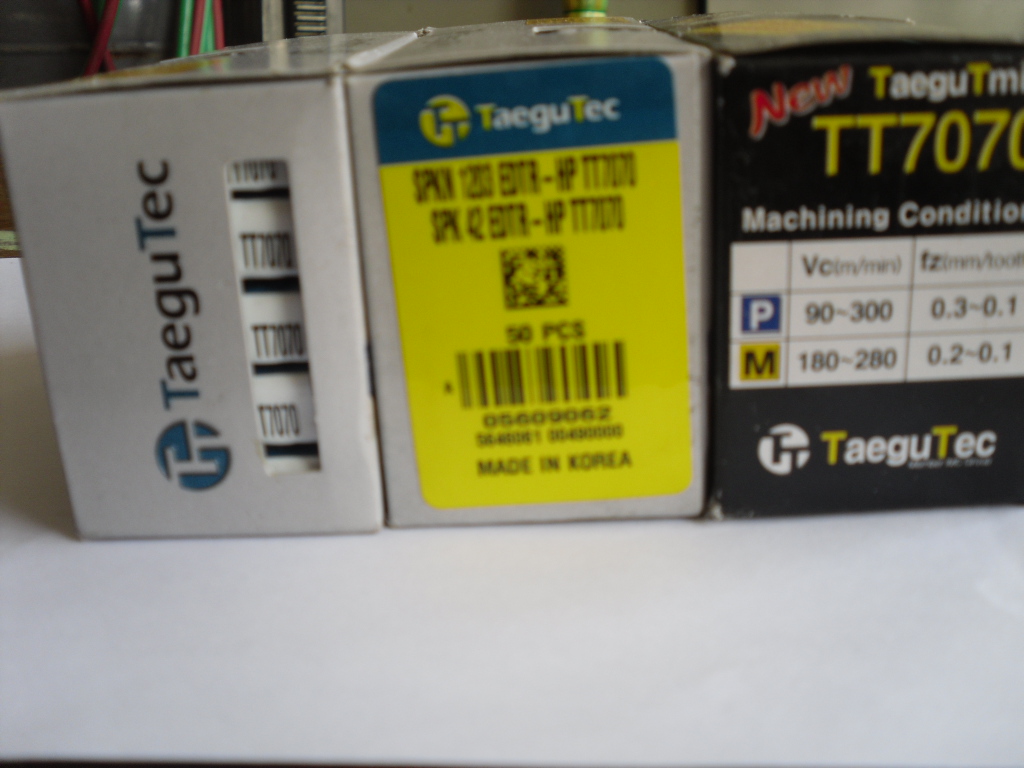 TaeguTec
TT7070
TT7070
T7070
TaeguTec
SPKN 1203 EDTR-HP TT7070
SPK 42 EDTR-HP TT7070
50 PCS
A
05609062
MADE IN KOREA
New TaeguTmi
TT7070
Machining Condition
Vc(m/min) fz(mm/tooth
P 90~300 0.3~0.1
M 180~280 0.2~0.1
TaeguTec